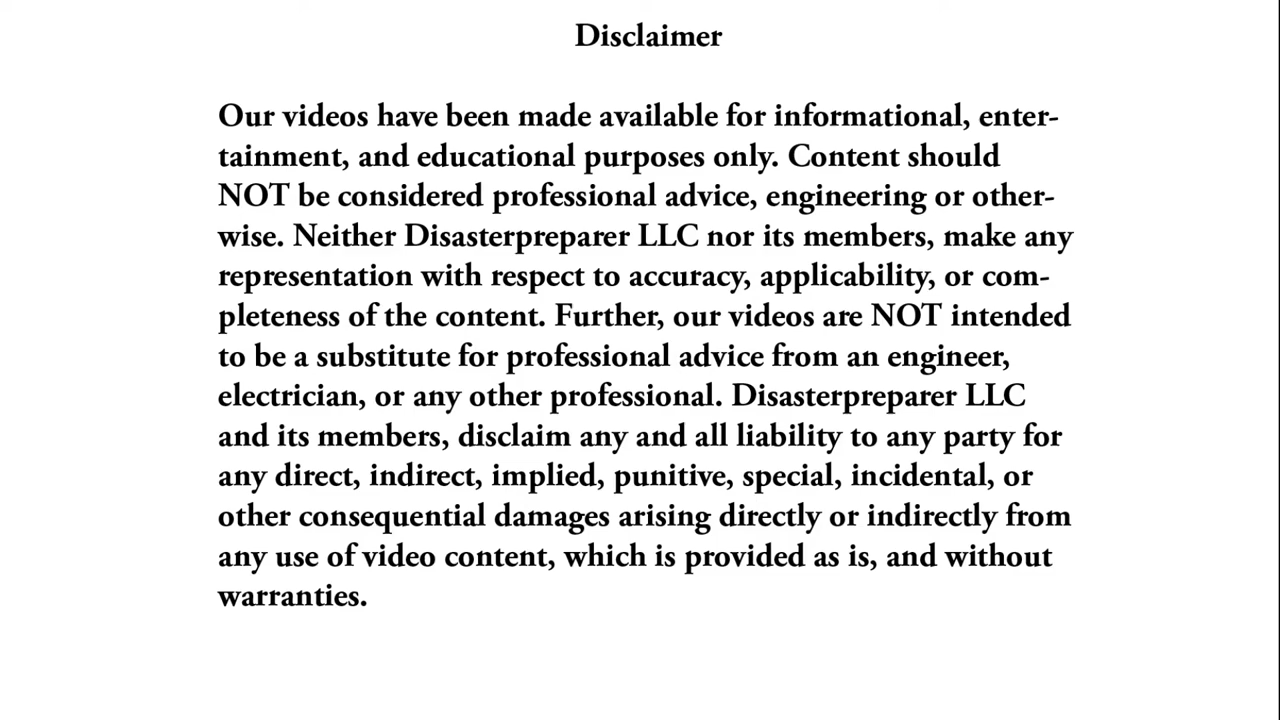 Disclaimer
Our videos have been made available for informational, enter-
tainment, and educational purposes only. Content should
NOT be considered professional advice, engineering or other-
wise. Neither Disasterpreparer LLC nor its members, make any
representation with respect to accuracy, applicability, or com-
pleteness of the content. Further, our videos are NOT intended
to be a substitute for professional advice from an engineer,
electrician, or any other professional. Disasterpreparer LLC
and its members, disclaim any and all liability to any party for
any direct, indirect, implied, punitive, special, incidental, or
other consequential damages arising directly or indirectly from
any use of video content, which is provided as is, and without
warranties.